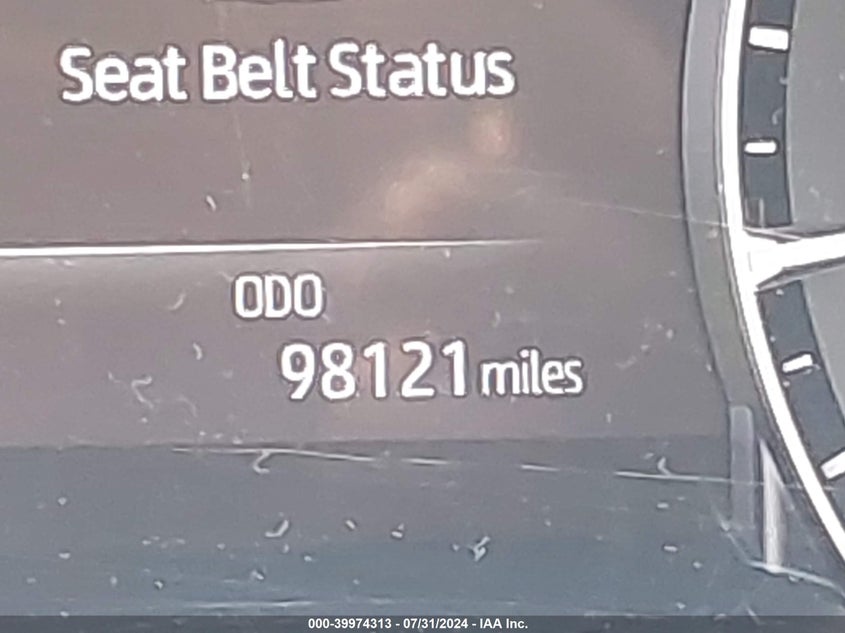 Seat Belt Status
ODO
98121 miles
000-39974313 - 07/31/2024 - IAA Inc.